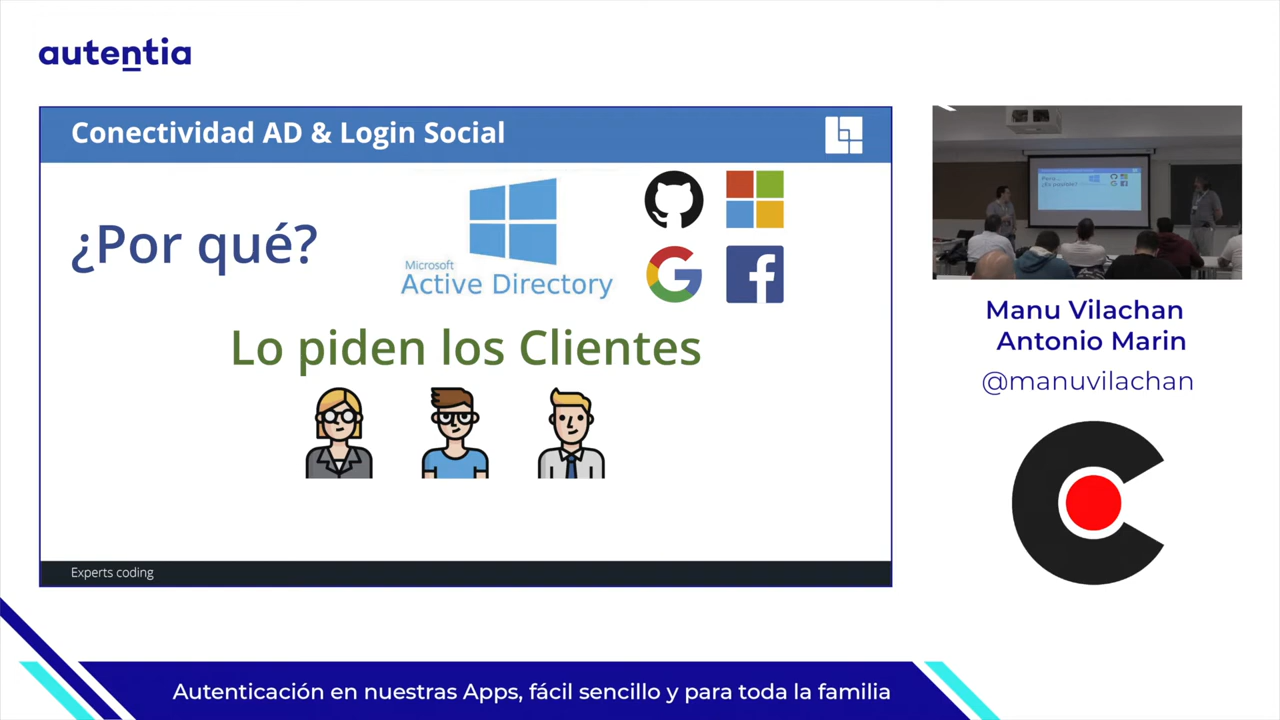 autentia
Conectividad AD & Login Social
¿Por qué?
Microsoft
Active Directory
Lo piden los Clientes
Experts coding
Manu Vilachan
Antonio Marin
@manuvilachan
Autenticación en nuestras Apps, fácil sencillo y para toda la familia